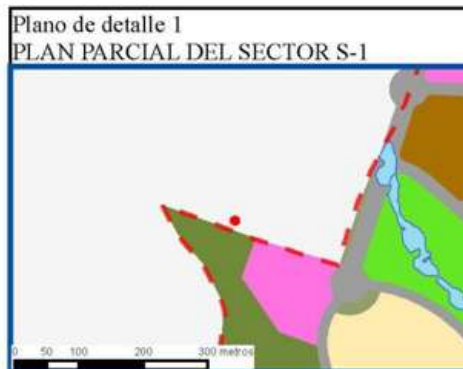 Plano de detalle 1
PLAN PARCIAL DEL SECTOR S-1
0 50 100 200 300 metros